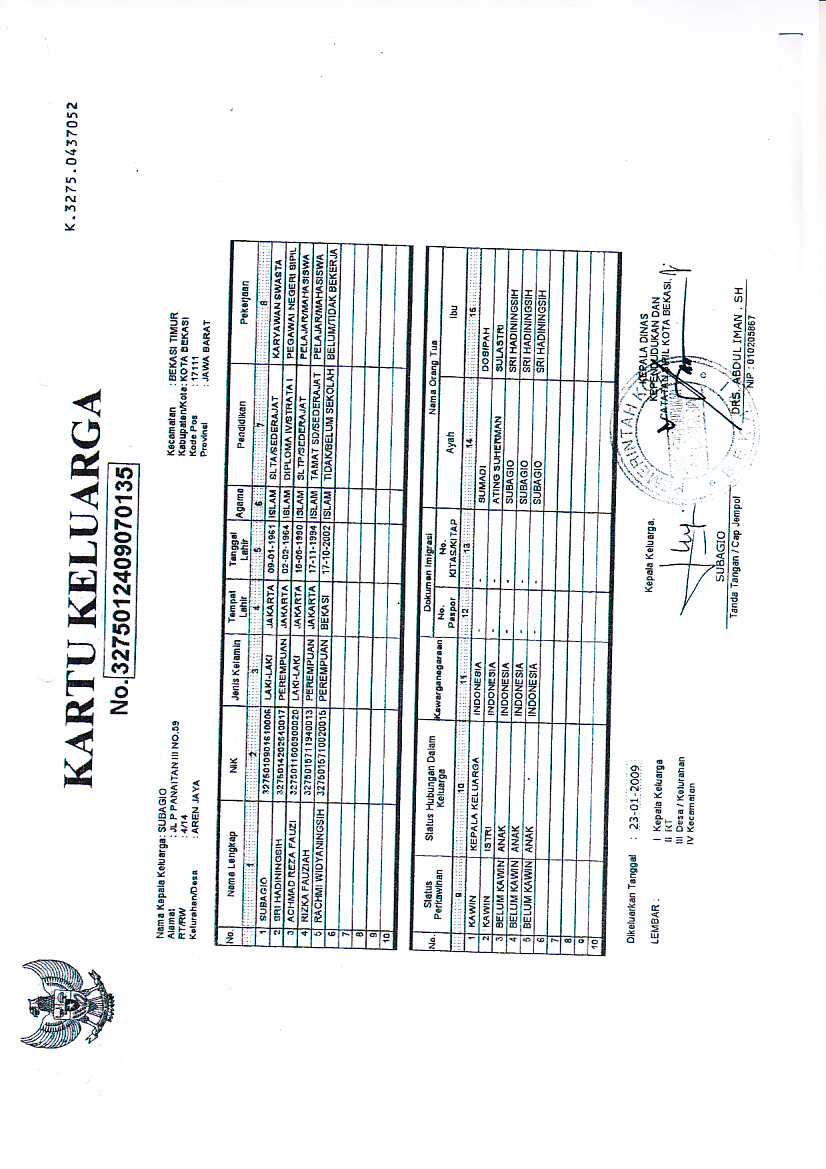 K.3275.0437052
KARTU KELUARGA
No.3275012409070135
Nama Kepala Keluarga: SUBAGIO
Alamat : JL P PANAITAN III NO.59
RT/RW : 4/14
Kelurahan/Desa : AREN JAYA
Kecamatan : BEKASI TIMUR
Kabupaten/Kota: KOTA BEKASI
Kode Pos : 17111
Provinsi : JAWA BARAT
No. Nama Lengkap NIK Jenis Kelamin Tempat Lahir Tanggal Lahir Agama Pendidikan Pekerjaan
1 2 3 4 5 6 7 8
1 SUBAGIO 3275010901610006 LAKI-LAKI JAKARTA 09-01-1961 ISLAM SLTA/SEDERAJAT KARYAWAN SWASTA
2 SRI HADININGSIH 3275014202640017 PEREMPUAN JAKARTA 02-02-1964 ISLAM DIPLOMA IV/STRATA I PEGAWAI NEGERI SIPIL
3 ACHMAD REZA FAUZI 3275011606900020 LAKI-LAKI JAKARTA 16-06-1990 ISLAM SLTP/SEDERAJAT PELAJAR/MAHASISWA
4 RIZKA FAUZIAH 3275015711940013 PEREMPUAN JAKARTA 17-11-1994 ISLAM TAMAT SD/SEDERAJAT PELAJAR/MAHASISWA
5 RACHMI WIDYANINGSIH 3275015710020015 PEREMPUAN BEKASI 17-10-2002 ISLAM TIDAK/BELUM SEKOLAH BELUM/TIDAK BEKERJA
6
7
8
9
10
No. Status Perkawinan Status Hubungan Dalam Keluarga Kewarganegaraan Dokumen Imigrasi No. Paspor No. KITAS/KITAP Nama Orang Tua Ayah Ibu
9 10 11 12 13 14 15
1 KAWIN KEPALA KELUARGA INDONESIA - - SUMADI DOSIPAH
2 KAWIN ISTRI INDONESIA - - ATING SUHERMAN SULASTRI
3 BELUM KAWIN ANAK INDONESIA - - SUBAGIO SRI HADININGSIH
4 BELUM KAWIN ANAK INDONESIA - - SUBAGIO SRI HADININGSIH
5 BELUM KAWIN ANAK INDONESIA - - SUBAGIO SRI HADININGSIH
6
7
8
9
10
Dikeluarkan Tanggal : 23-01-2009
LEMBAR : I Kepala Keluarga
II RT
III Desa / Kelurahan
IV Kecamatan
Kepala Keluarga,
SUBAGIO
Tanda Tangan / Cap Jempol
KEPALA DINAS
KEPENDUDUKAN DAN
CATATAN SIPIL KOTA BEKASI
DRS. ABDUL IMAN . SH
NIP : 010205867